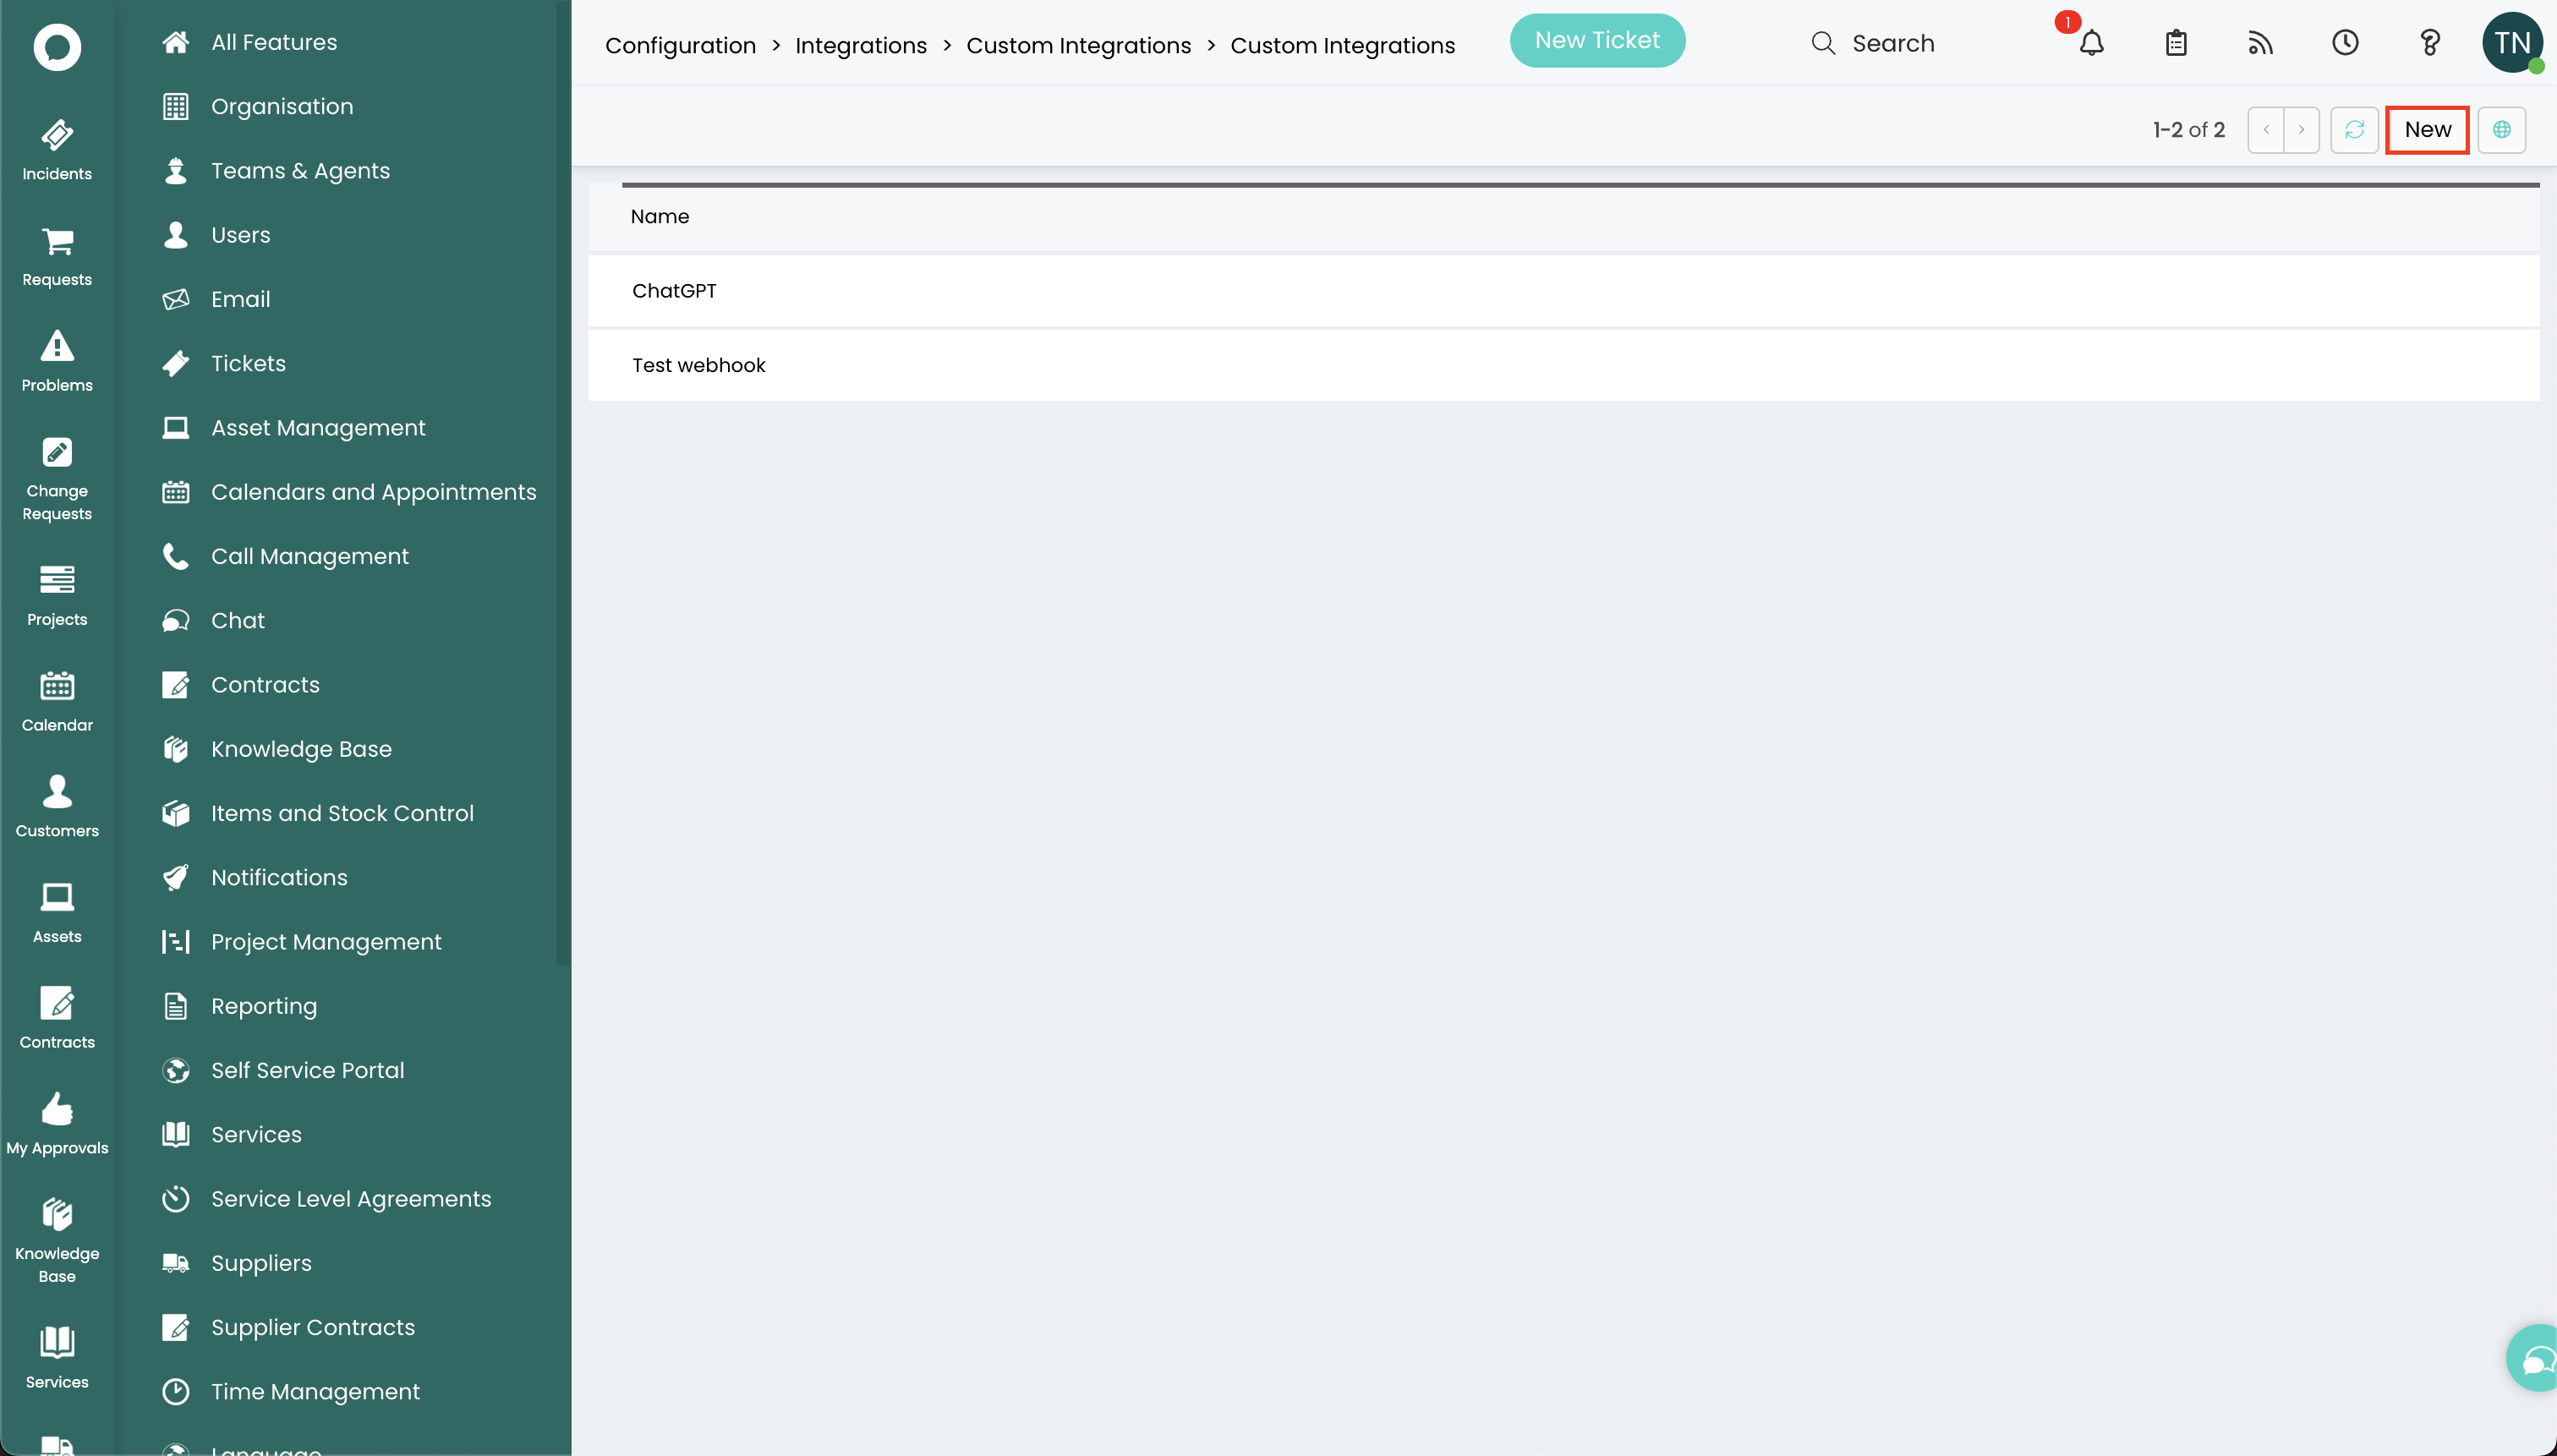 Incidents
Requests
Problems
Change
Requests
Projects
Calendar
Customers
Assets
Contracts
My Approvals
Knowledge
Base
Services
All Features
Organisation
Teams & Agents
Users
Email
Tickets
Asset Management
Calendars and Appointments
Call Management
Chat
Contracts
Knowledge Base
Items and Stock Control
Notifications
Project Management
Reporting
Self Service Portal
Services
Service Level Agreements
Suppliers
Supplier Contracts
Time Management
Language
Configuration > Integrations > Custom Integrations > Custom Integrations
New Ticket
Search
1
TN
1-2 of 2
New
Name
ChatGPT
Test webhook